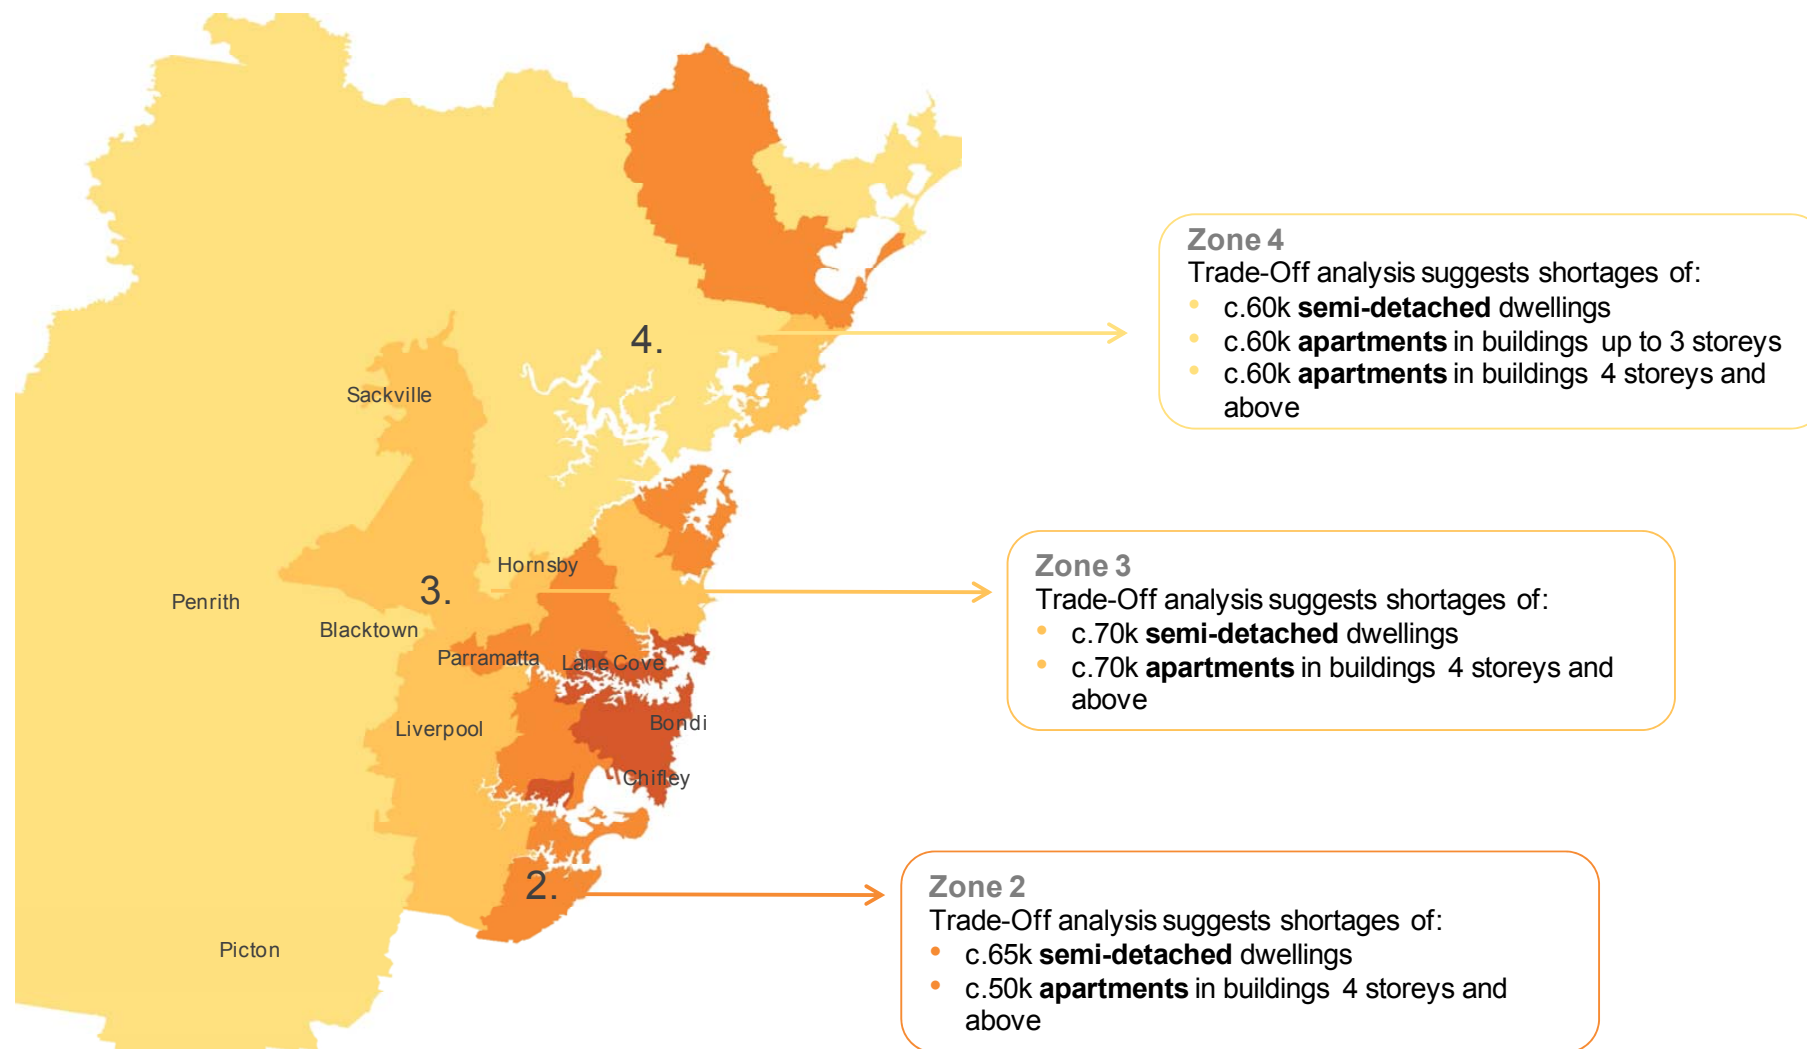 4.
Sackville
Hornsby
3.
Penrith
Blacktown
Parramatta
Lane Cove
Liverpool
Bondi
Chifley
2.
Picton
Zone 4
Trade-Off analysis suggests shortages of:
• c.60k semi-detached dwellings
• c.60k apartments in buildings up to 3 storeys
• c.60k apartments in buildings 4 storeys and
above
Zone 3
Trade-Off analysis suggests shortages of:
• c.70k semi-detached dwellings
• c.70k apartments in buildings 4 storeys and
above
Zone 2
Trade-Off analysis suggests shortages of:
• c.65k semi-detached dwellings
• c.50k apartments in buildings 4 storeys and
above